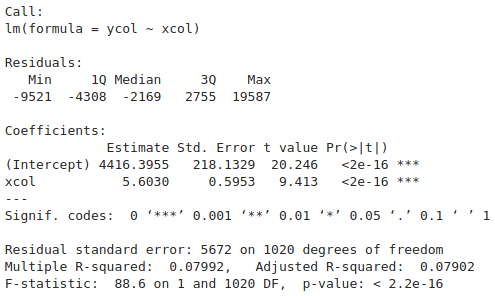 Call:
lm(formula = ycol ~ xcol)

Residuals:
   Min     1Q Median     3Q    Max
 -9521  -4308  -2169   2755  19587

Coefficients:
             Estimate Std. Error t value Pr(>|t|)
(Intercept) 4416.3955   218.1329  20.246   <2e-16 ***
xcol           5.6030     0.5953   9.413   <2e-16 ***
---
Signif. codes:  0 ‘***’ 0.001 ‘**’ 0.01 ‘*’ 0.05 ‘.’ 0.1 ‘ ’ 1

Residual standard error: 5672 on 1020 degrees of freedom
Multiple R-squared:  0.07992,   Adjusted R-squared:  0.07902
F-statistic:  88.6 on 1 and 1020 DF,  p-value: < 2.2e-16